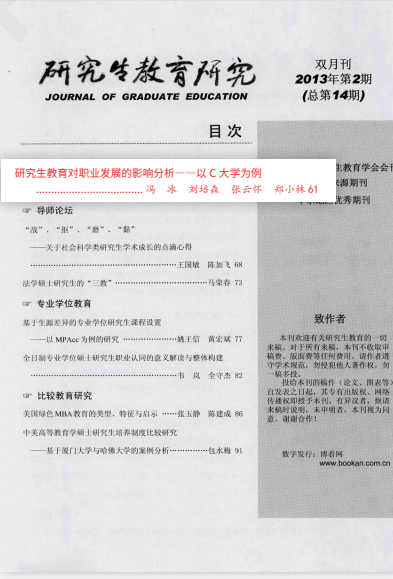 研究生教育研究
JOURNAL OF GRADUATE EDUCATION
双月刊
2013年第2期
(总第14期)
目次
研究生教育对职业发展的影响分析——以C大学为例
冯 冰 刘培森 张云怀 郑小林 61
☞ 导师论坛
“战”、“抠”、“磨”、“黏”
——关于社会科学类研究生学术成长的点滴心得
王国敏 陈加飞 68
法学硕士研究生的“三教” 马荣春 73
☞ 专业学位教育
基于生源差异的专业学位研究生课程设置
——以MPAcc为例的研究 姚王信 黄宏斌 77
全日制专业学位硕士研究生职业认同的意义解读与整体构建
韦岚 全守杰 82
☞ 比较教育研究
美国绿色MBA教育的类型、特征与启示 张玉静 陈建成 86
中美高等教育学硕士研究生培养制度比较研究
——基于厦门大学与哈佛大学的案例分析 包水梅 91
生教育学会会刊
来源期刊
优秀期刊
致作者
本刊欢迎有关研究生教育的一切
来稿。对于所有来稿，本刊不收取审
稿费、版面费等任何费用。请作者遵
守学术规范，勿侵犯他人著作权，勿
一稿多投。
投给本刊的稿件（论文、图表等）
自发表之日起，其专有出版权、网络
传播权即授予本刊。有异议者，烦请
来稿时说明。未申明者，本刊视为同
意。谢谢合作！
数字发行：博看网
www.bookan.com.cn